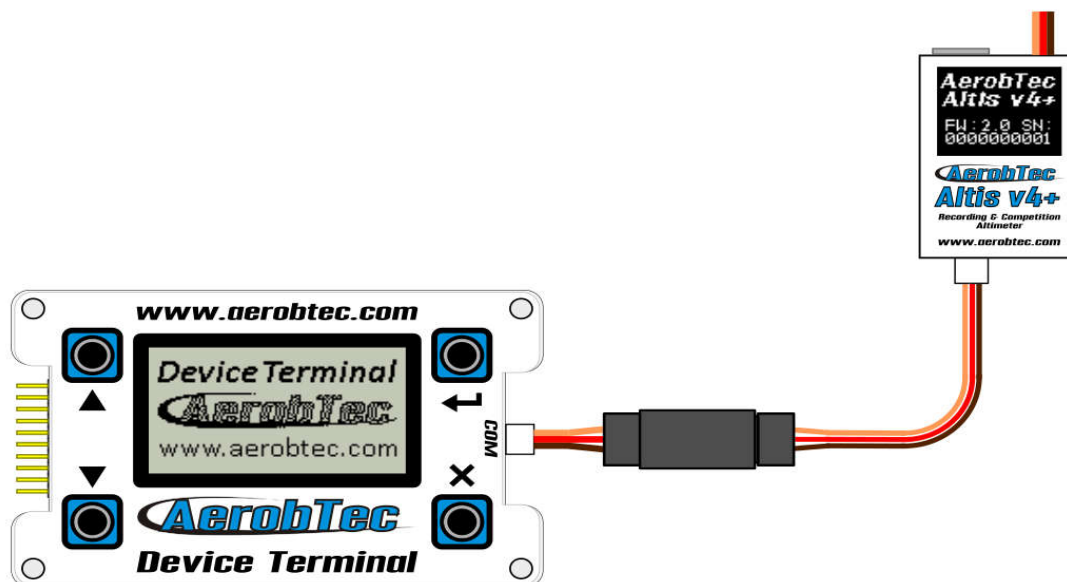 www.aerobtec.com
Device Terminal
AerobTec
www.aerobtec.com
COM
AerobTec
Device Terminal
AerobTec
Altis v4+
FW:2.0 SN:
0000000001
AerobTec
Altis v4+
Recording & Competition
Altimeter
www.aerobtec.com